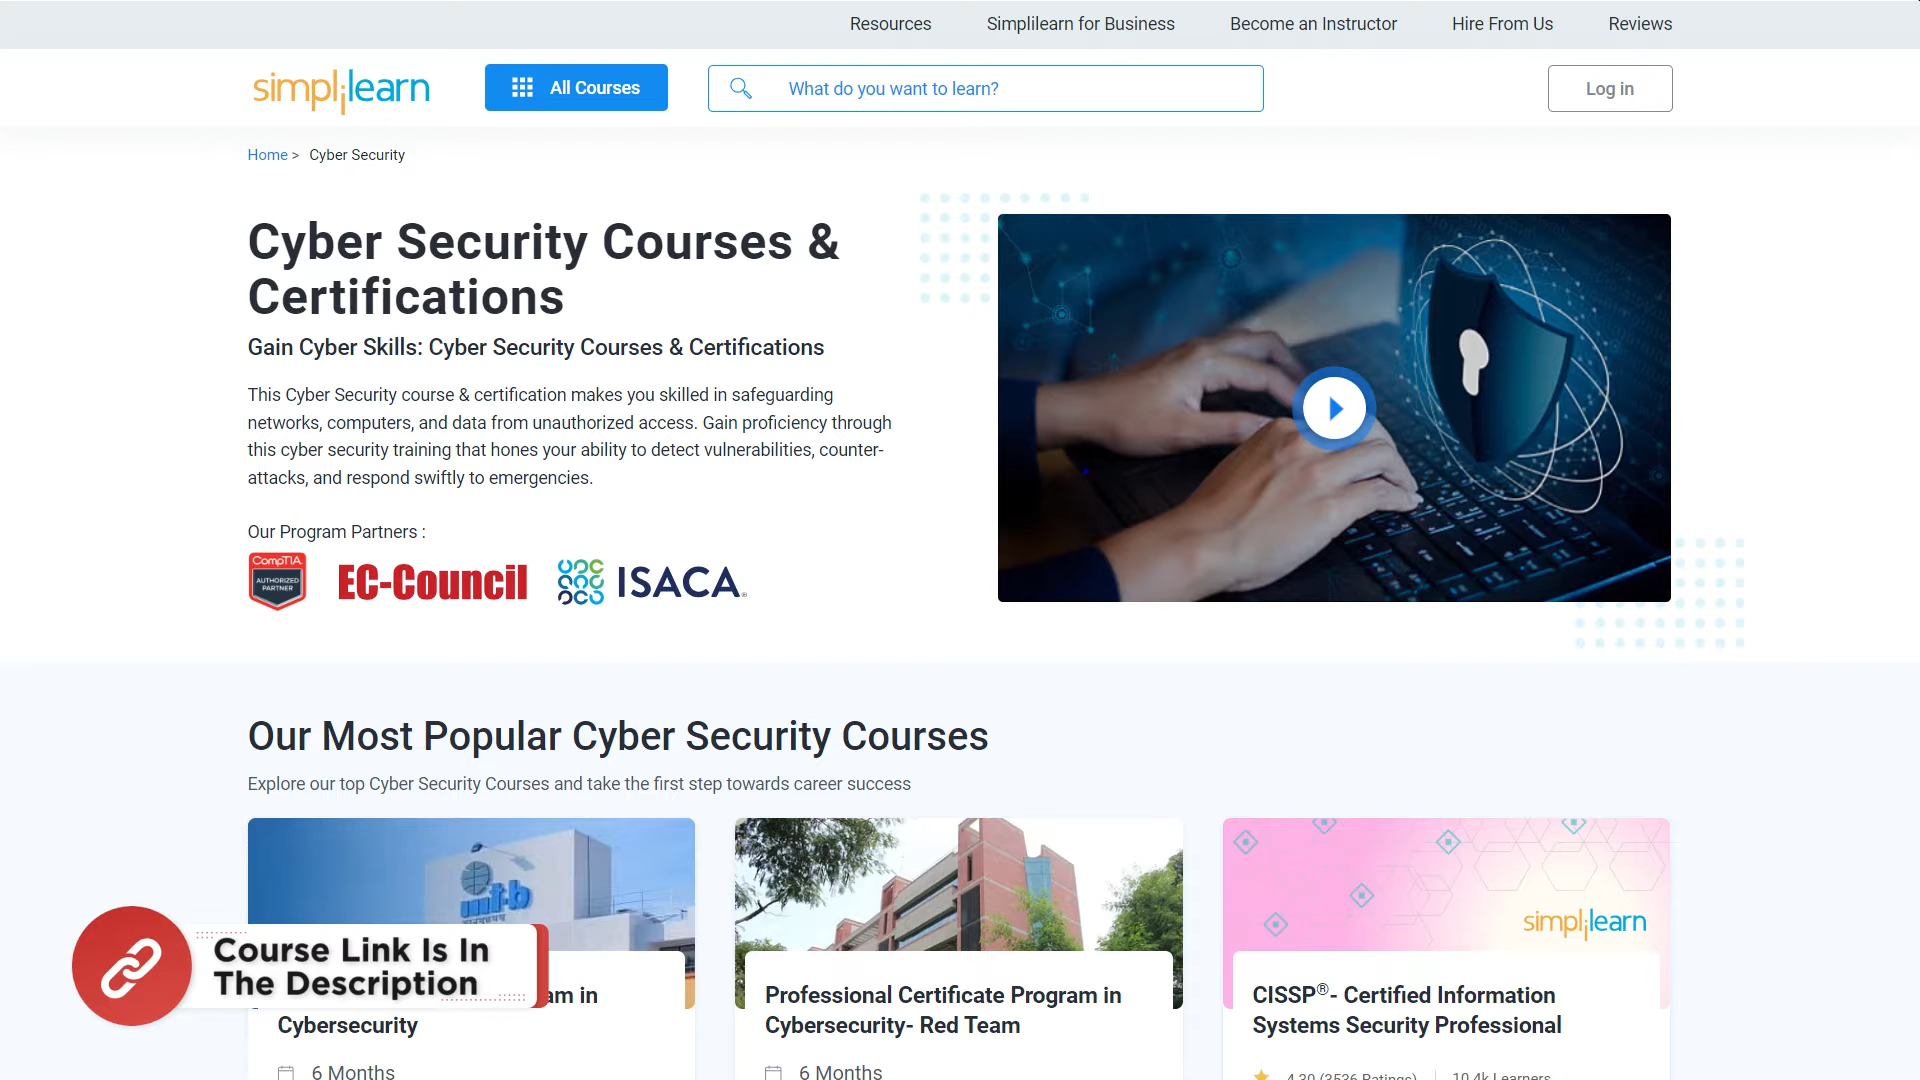 Resources Simplilearn for Business Become an Instructor Hire From Us Reviews
simplilearn All Courses What do you want to learn? Log in
Home > Cyber Security
Cyber Security Courses &
Certifications
Gain Cyber Skills: Cyber Security Courses & Certifications
This Cyber Security course & certification makes you skilled in safeguarding
networks, computers, and data from unauthorized access. Gain proficiency through
this cyber security training that hones your ability to detect vulnerabilities, counter-
attacks, and respond swiftly to emergencies.
Our Program Partners :
CompTIA
AUTHORIZED
PARTNER
EC-Council
ISACA®
Our Most Popular Cyber Security Courses
Explore our top Cyber Security Courses and take the first step towards career success
simplilearn
Course Link Is In
The Description
am in
Cybersecurity
6 Months
Professional Certificate Program in
Cybersecurity- Red Team
6 Months
CISSP®- Certified Information
Systems Security Professional
4.30 (3536 Ratings) 10.4k Learners